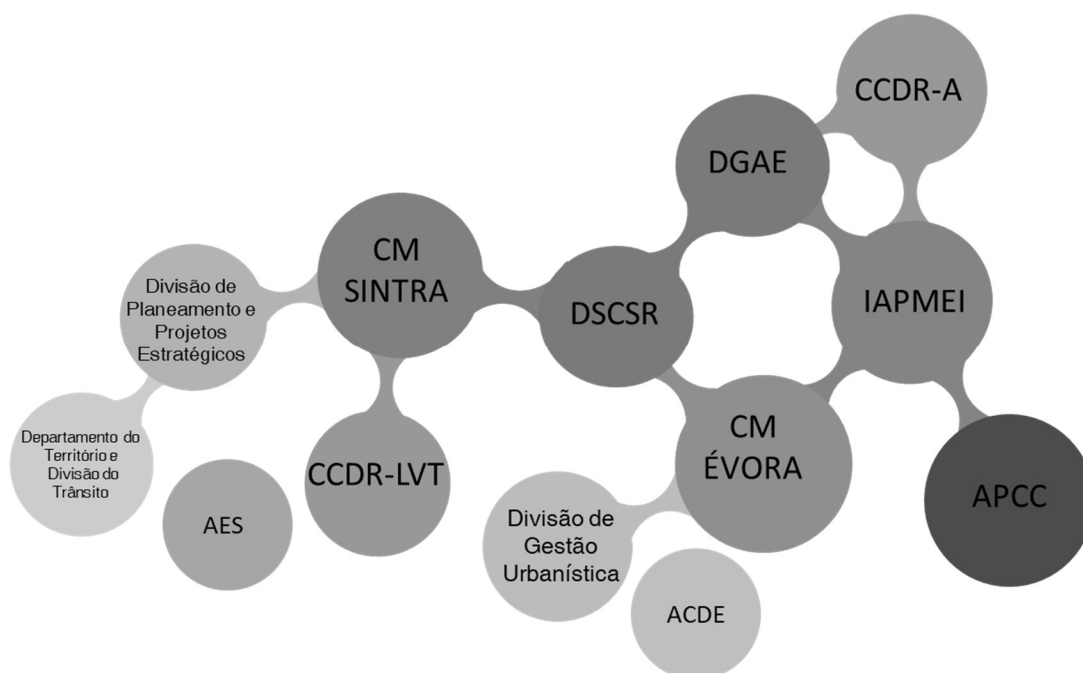 CCDR-A
DGAE
CM
SINTRA
Divisão de
Planeamento e
Projetos
Estratégicos
DSCSR
IAPMEI
Departamento do
Território e
Divisão do
Trânsito
CCDR-LVT
CM
ÉVORA
AES
Divisão de
Gestão
Urbanística
APCC
ACDE